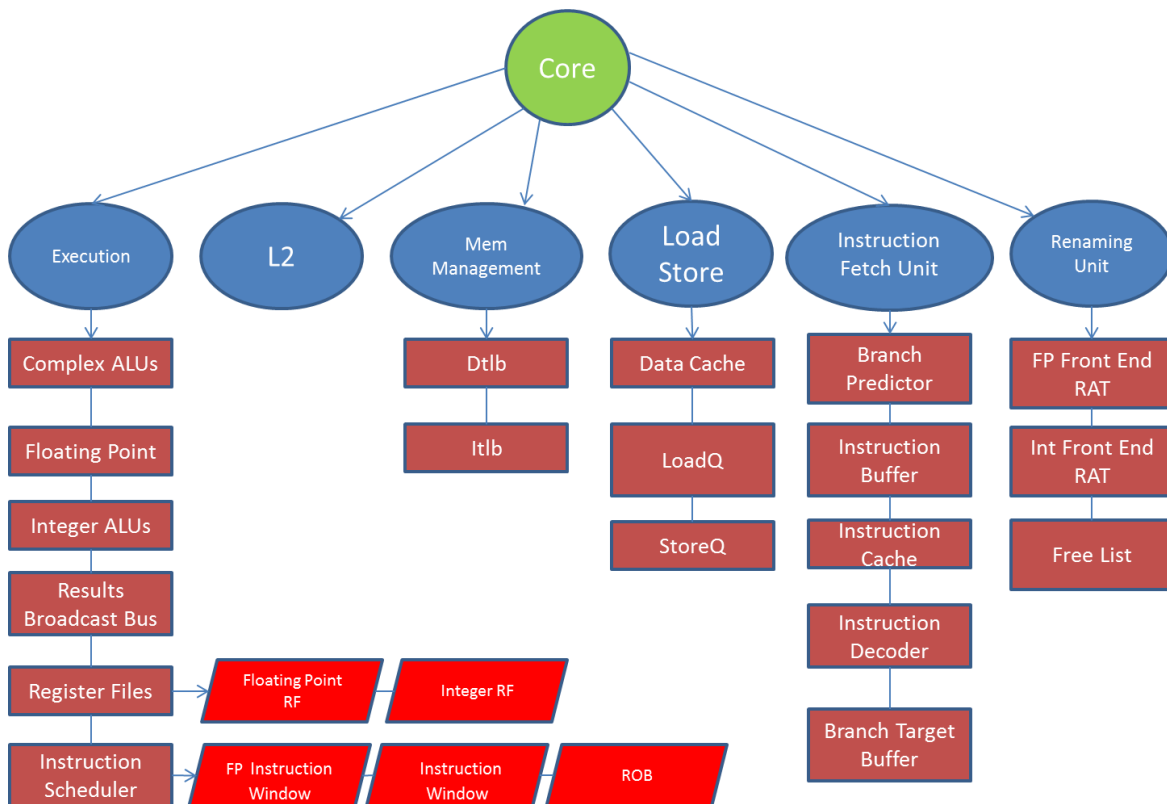 Core
Execution
L2
Mem
Management
Load
Store
Instruction
Fetch Unit
Renaming
Unit
Complex ALUs
Floating Point
Integer ALUs
Results
Broadcast Bus
Register Files
Floating Point
RF
Integer RF
Instruction
Scheduler
FP Instruction
Window
Instruction
Window
ROB
Dtlb
Itlb
Data Cache
LoadQ
StoreQ
Branch
Predictor
Instruction
Buffer
Instruction
Cache
Instruction
Decoder
Branch Target
Buffer
FP Front End
RAT
Int Front End
RAT
Free List